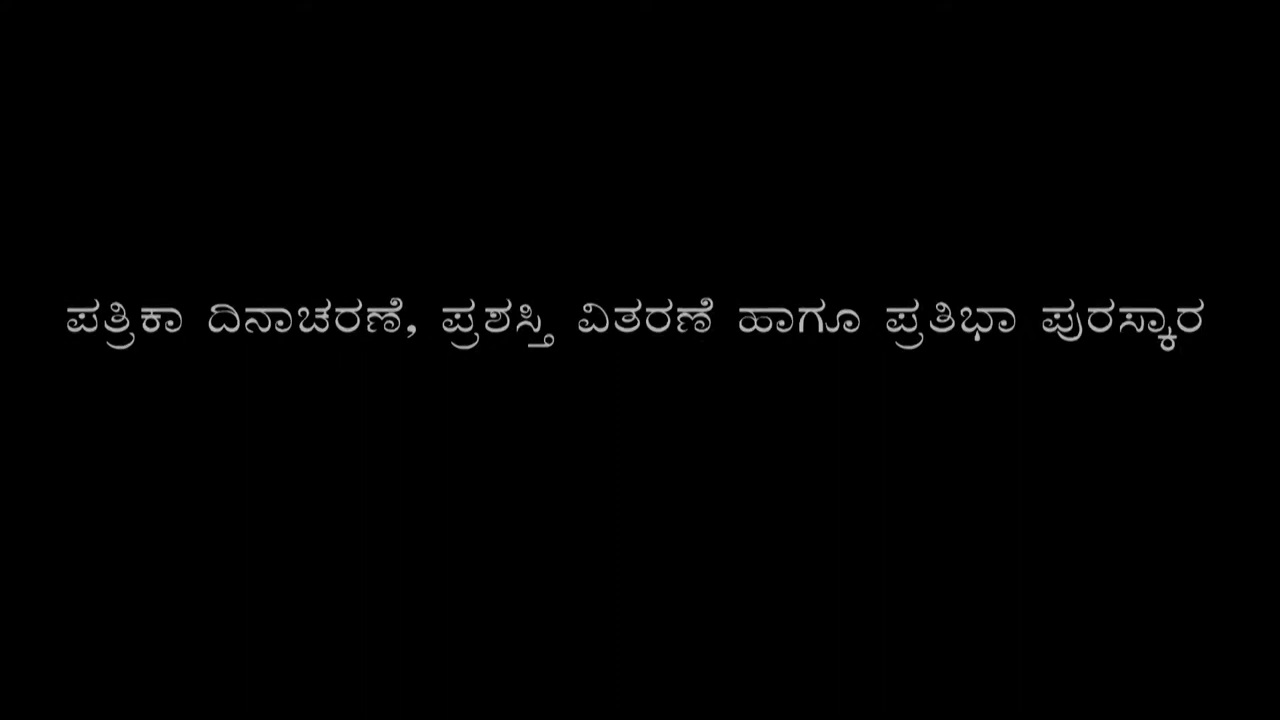 ಪತ್ರಿಕಾ ದಿನಾಚರಣೆ, ಪ್ರಶಸ್ತಿ ವಿತರಣೆ ಹಾಗೂ ಪ್ರತಿಭಾ ಪುರಸ್ಕಾರ